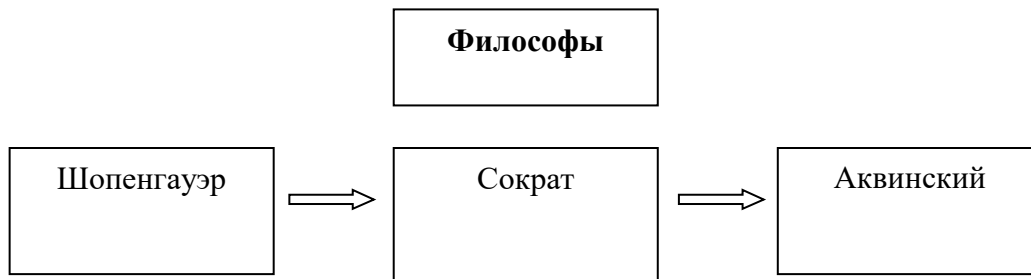 Философы
Шопенгауэр
Сократ
Аквинский